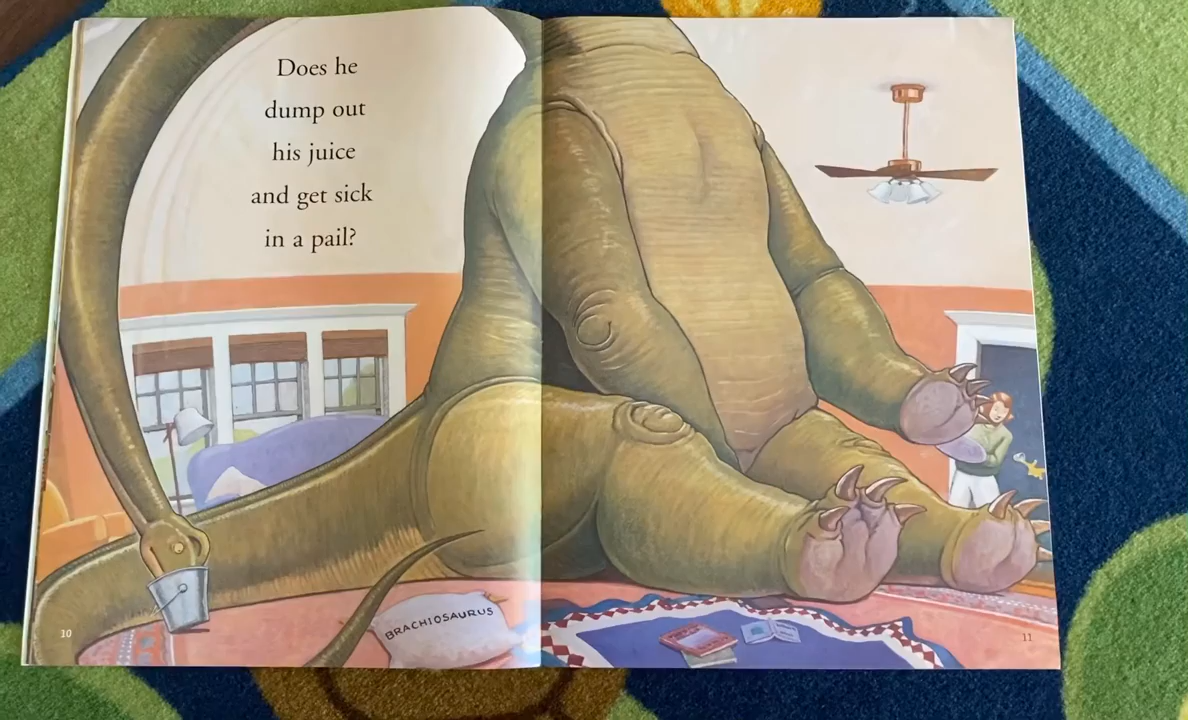 Does he
dump out
his juice
and get sick
in a pail?
BRACHIOSAURUS
10
11